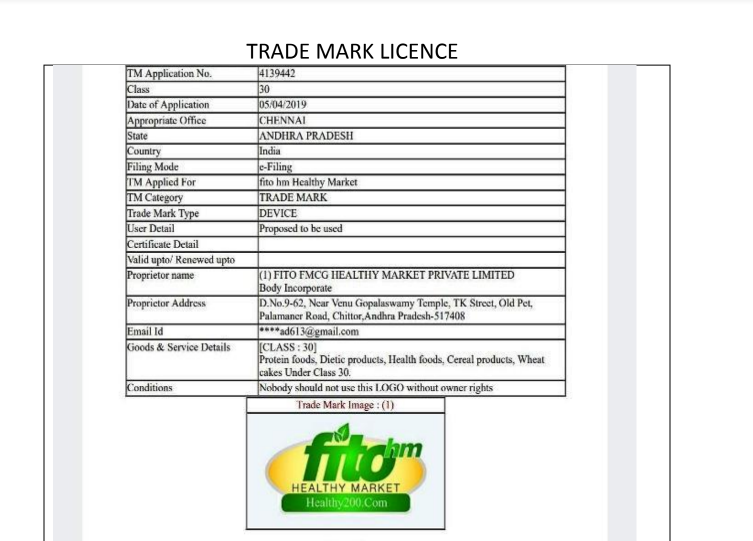 TRADE MARK LICENCE
TM Application No. 4139442
Class 30
Date of Application 05/04/2019
Appropriate Office CHENNAI
State ANDHRA PRADESH
Country India
Filing Mode e-Filing
TM Applied For fito hm Healthy Market
TM Category TRADE MARK
Trade Mark Type DEVICE
User Detail Proposed to be used
Certificate Detail
Valid upto/ Renewed upto
Proprietor name (1) FITO FMCG HEALTHY MARKET PRIVATE LIMITED
Body Incorporate
Proprietor Address D.No.9-62, Near Venu Gopalaswamy Temple, TK Street, Old Pet,
Palamaner Road, Chittor,Andhra Pradesh-517408
Email Id ****ad613@gmail.com
Goods & Service Details [CLASS : 30]
Protein foods, Dietic products, Health foods, Cereal products, Wheat
cakes Under Class 30.
Conditions Nobody should not use this LOGO without owner rights
Trade Mark Image : (1)
fito hm
HEALTHY MARKET
Healthy200.Com